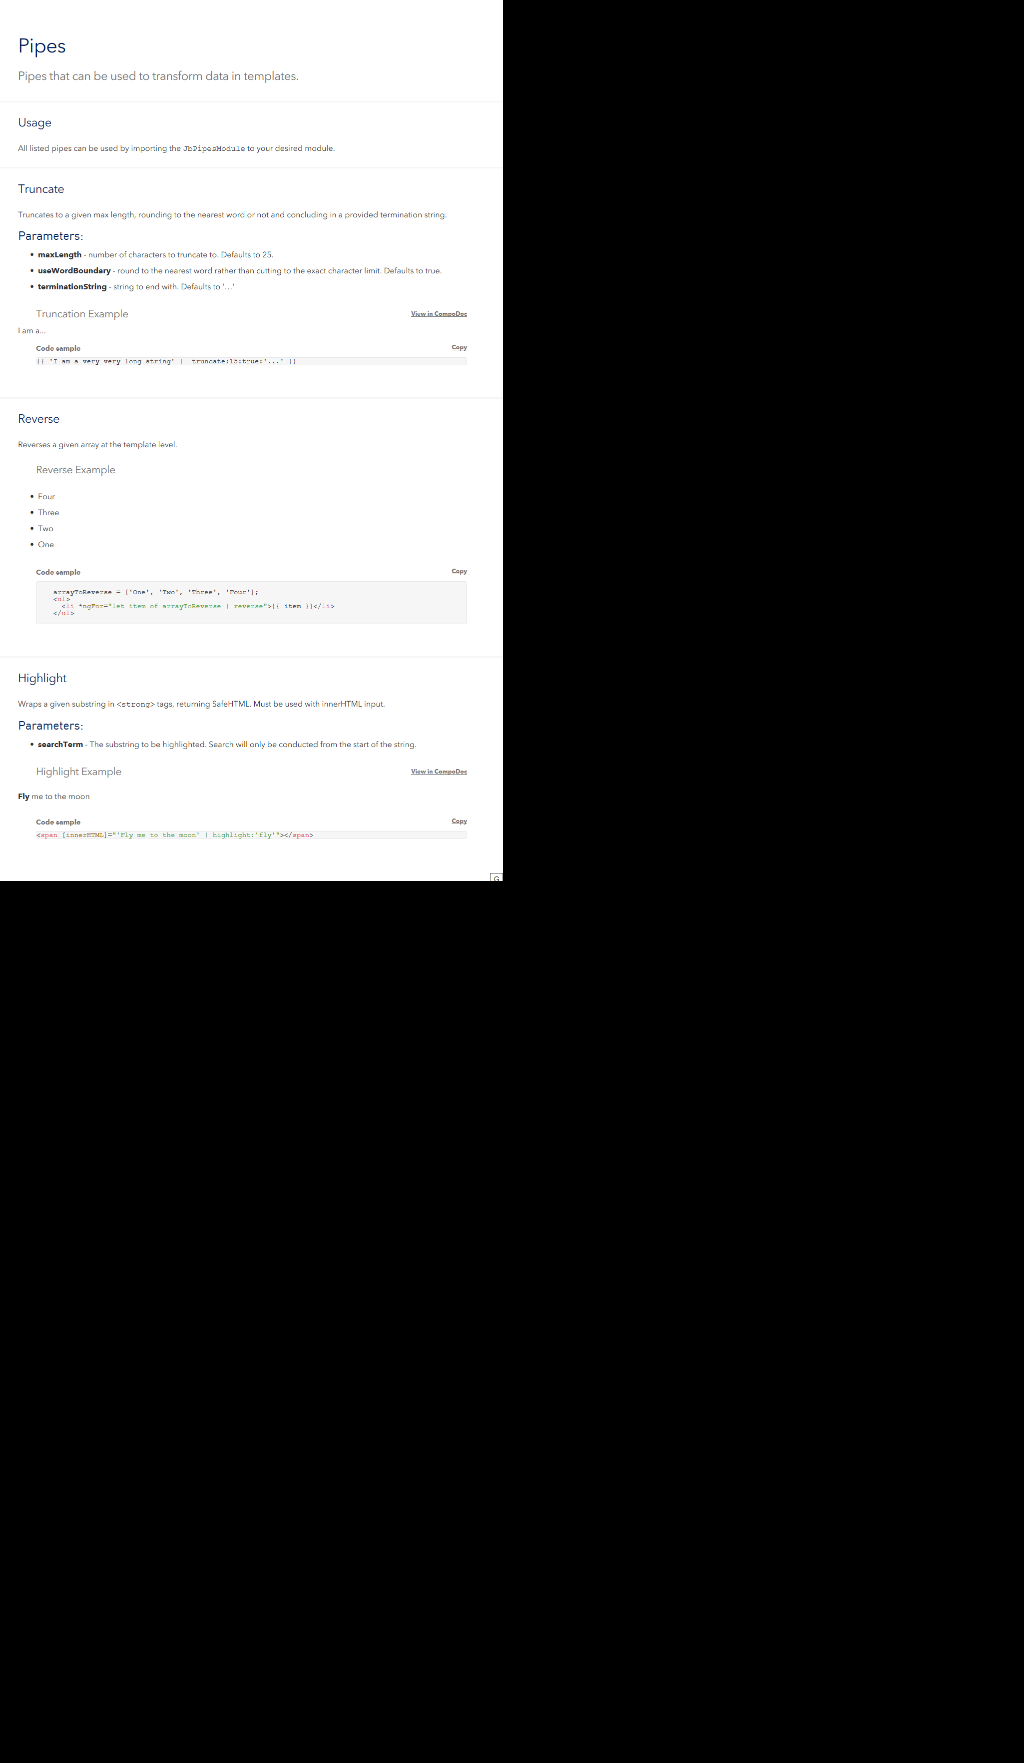 Pipes
Pipes that can be used to transform data in templates.
Usage
All listed pipes can be used by importing the JbPipesModule to your desired module.
Truncate
Truncates to a given max length, rounding to the nearest word or not and concluding in a provided termination string.
Parameters:
• maxLength - number of characters to truncate to. Defaults to 25.
• useWordBoundary - round to the nearest word rather than cutting to the exact character limit. Defaults to true.
• terminationString - string to end with. Defaults to '...'
Truncation Example View in CompoDoc
I am a...
Code sample Copy
{{ 'I am a very very long string' | truncate:15:true:'...' }}
Reverse
Reverses a given array at the template level.
Reverse Example
• Four
• Three
• Two
• One
Code sample Copy
arrayToReverse = ['One', 'Two', 'Three', 'Four'];
<ul>
<li *ngFor="let item of arrayToReverse | reverse">{{ item }}</li>
</ul>
Highlight
Wraps a given substring in <strong> tags, returning SafeHTML. Must be used with innerHTML input.
Parameters:
• searchTerm - The substring to be highlighted. Search will only be conducted from the start of the string.
Highlight Example View in CompoDoc
Fly me to the moon
Code sample Copy
<span [innerHTML]="'Fly me to the moon' | highlight:'fly'"></span>
G